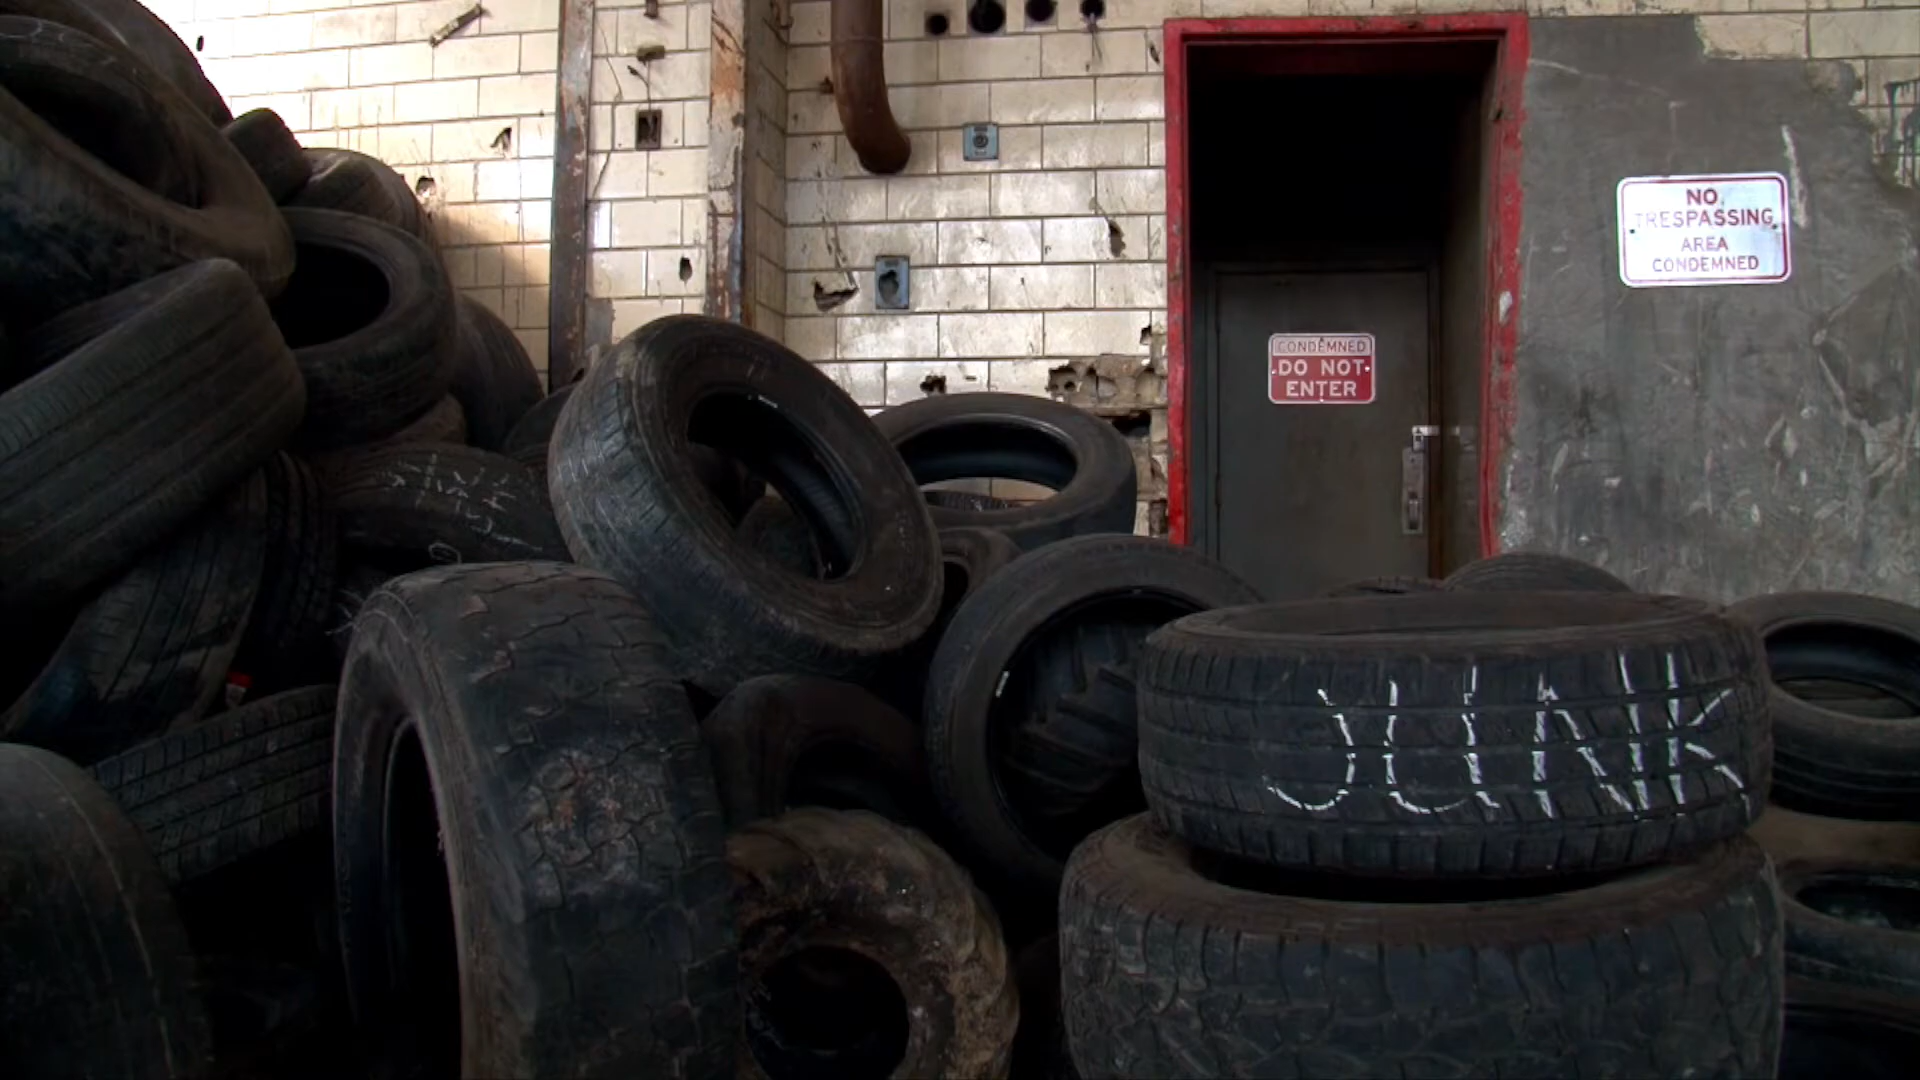 NO
TRESPASSING
AREA
CONDEMNED
CONDEMNED
DO NOT
ENTER
JUNK